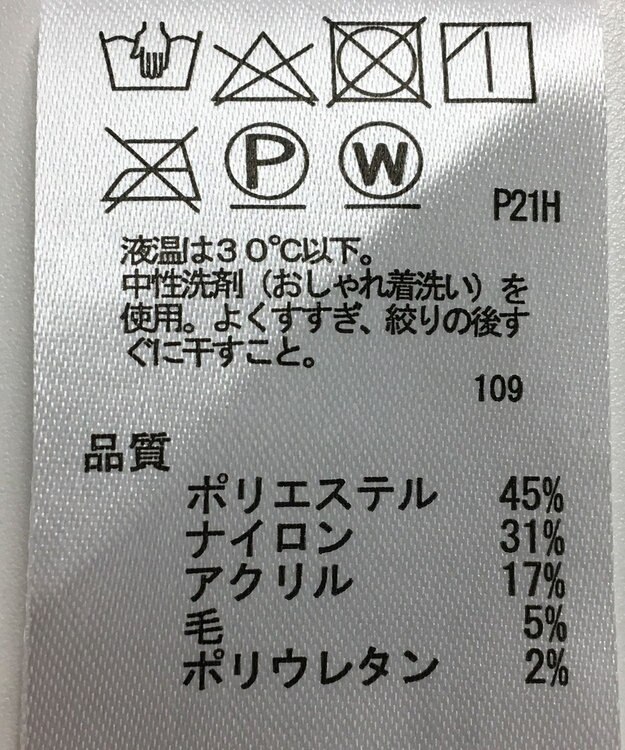 P W
P21H
液温は30℃以下。
中性洗剤（おしゃれ着洗い）を
使用。よくすすぎ、絞りの後す
ぐに干すこと。
109
品質
ポリエステル 45%
ナイロン 31%
アクリル 17%
毛 5%
ポリウレタン 2%